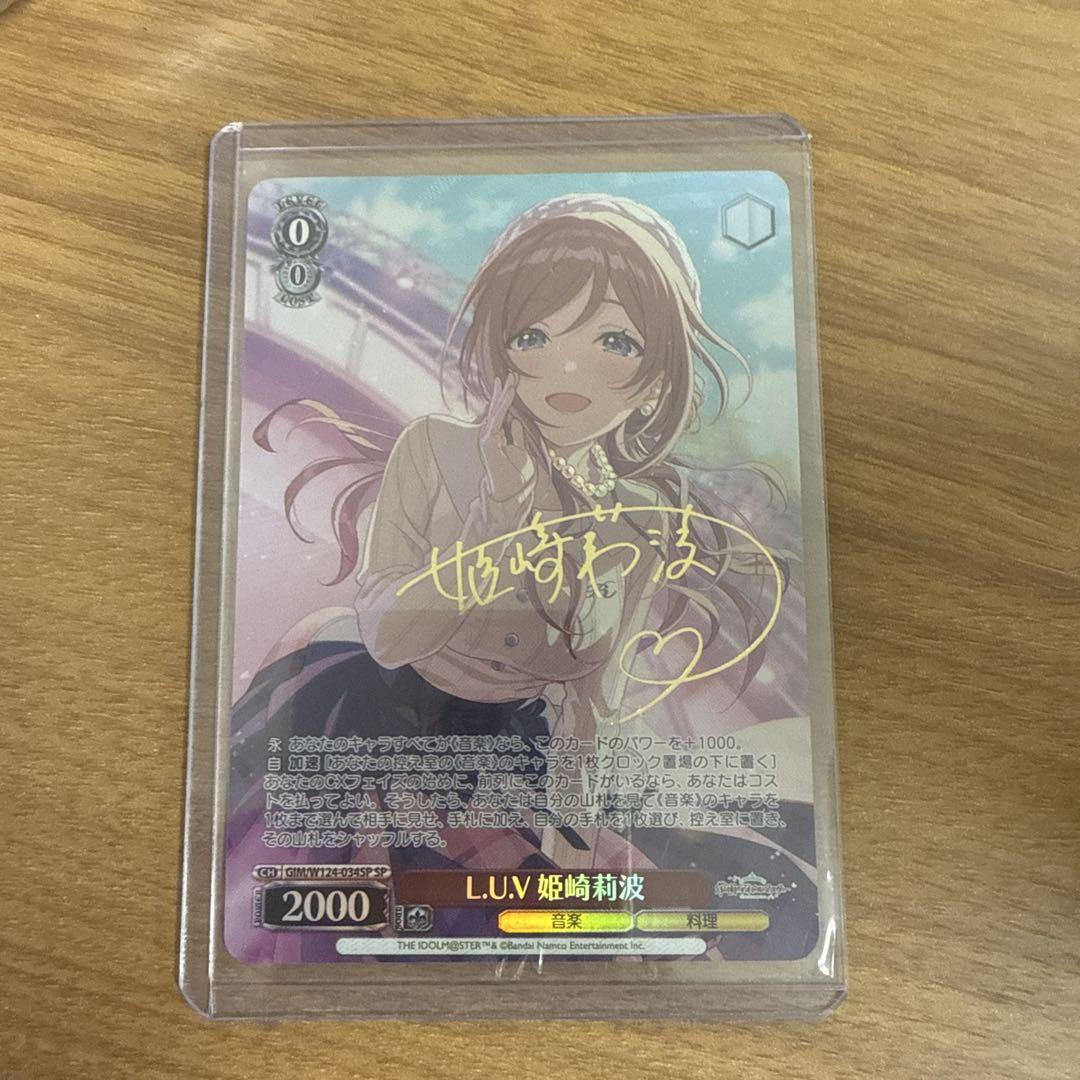 LEVEL
0
0
COST
姫崎莉波
永 あなたのキャラすべてが《音楽》なら、このカードのパワーを+1000。
自 加速 [あなたの控え室の《音楽》のキャラを1枚クロック置場の下に置く]
あなたのCXフェイズの始めに、前列にこのカードがいるなら、あなたはコス
トを払ってよい。そうしたら、あなたは自分の山札を見て《音楽》のキャラを
1枚まで選んで相手に見せ、手札に加え、自分の手札を1枚選び、控え室に置き、
その山札をシャッフルする。
CH GIM/W124-034SP SP
L.U.V 姫崎莉波
POWER 2000
音楽 料理
THE IDOLM@STER™& ©Bandai Namco Entertainment Inc.